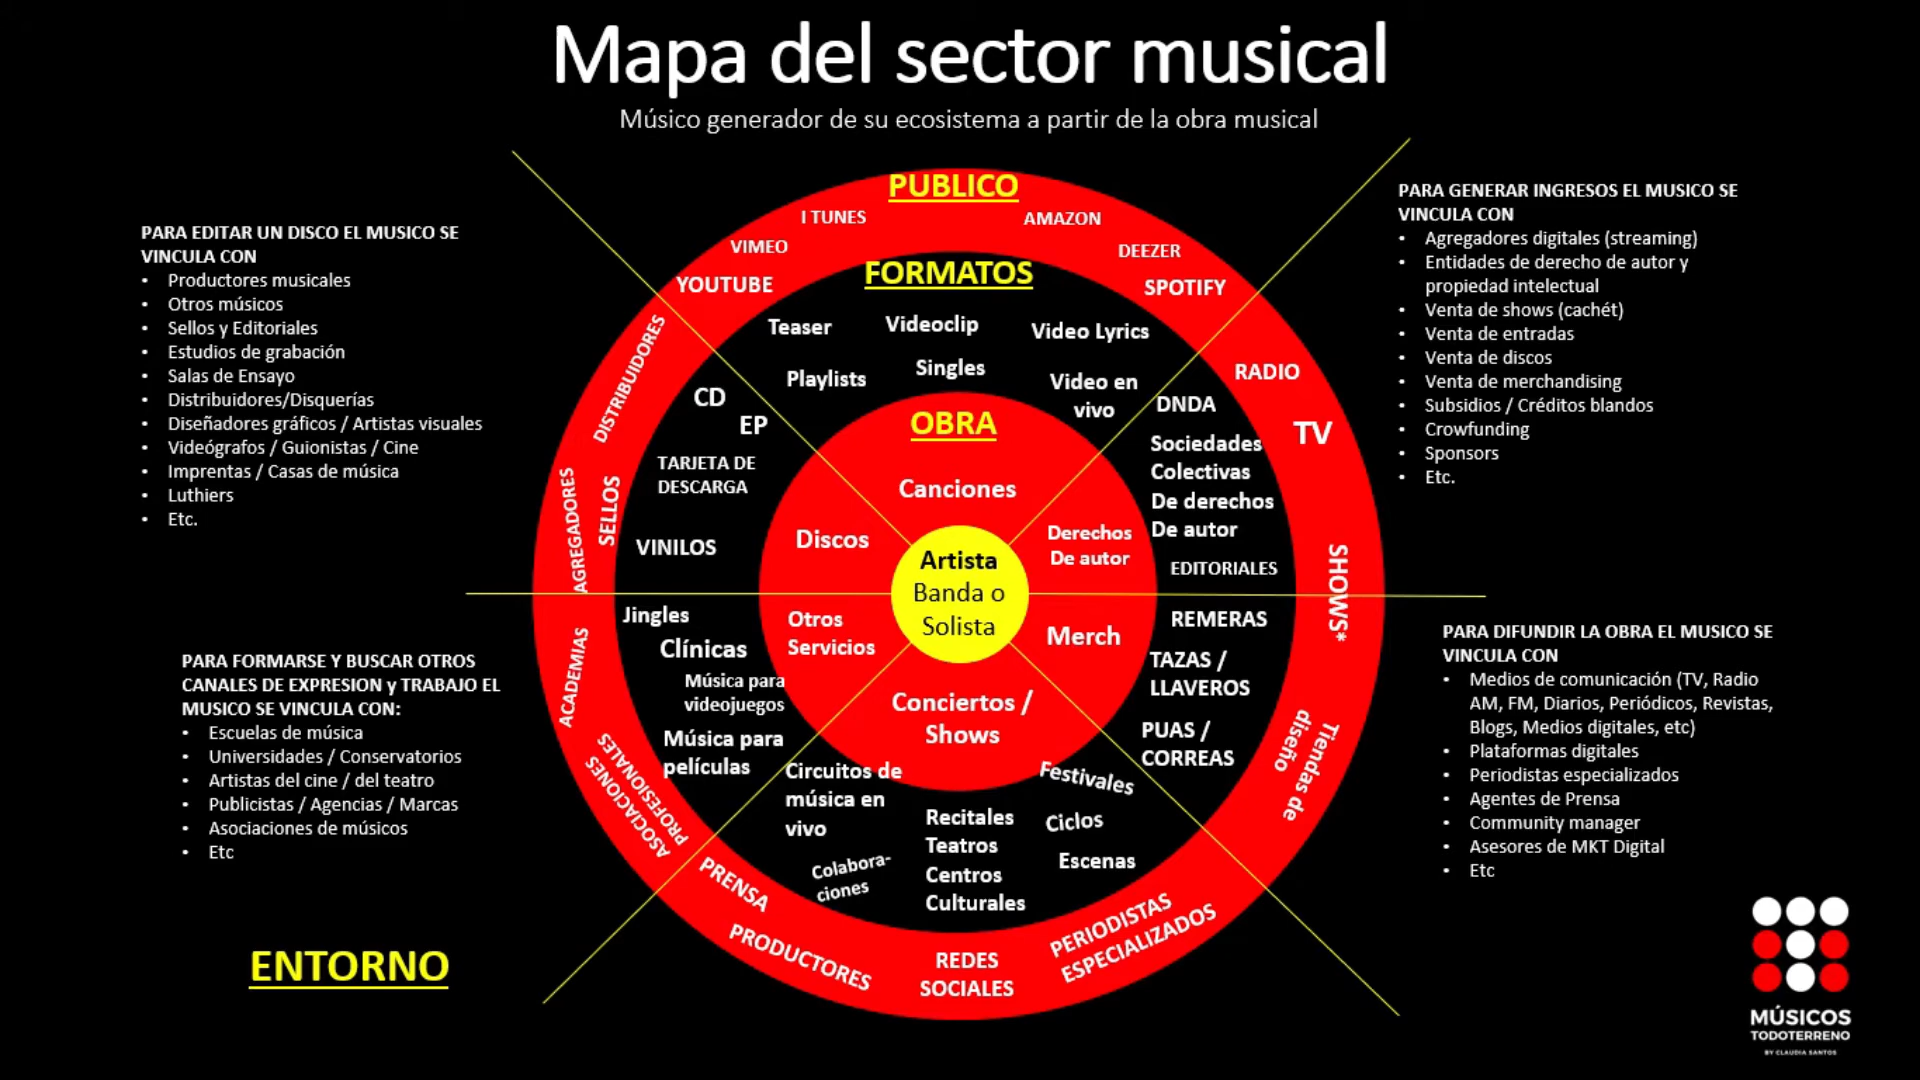 Mapa del sector musical
Músico generador de su ecosistema a partir de la obra musical
PARA EDITAR UN DISCO EL MUSICO SE
VINCULA CON
• Productores musicales
• Otros músicos
• Sellos y Editoriales
• Estudios de grabación
• Salas de Ensayo
• Distribuidores/Disquerías
• Diseñadores gráficos / Artistas visuales
• Videógrafos / Guionistas / Cine
• Imprentas / Casas de música
• Luthiers
• Etc.
PARA FORMARSE Y BUSCAR OTROS
CANALES DE EXPRESION y TRABAJO EL
MUSICO SE VINCULA CON:
• Escuelas de música
• Universidades / Conservatorios
• Artistas del cine / del teatro
• Publicistas / Agencias / Marcas
• Asociaciones de músicos
• Etc
ENTORNO
PUBLICO
I TUNES
AMAZON
VIMEO
DEEZER
YOUTUBE
SPOTIFY
DISTRIBUIDORES
AGREGADORES
SELLOS
ACADEMIAS
ASOCIACIONES
PROFESIONALES
PRENSA
PRODUCTORES
REDES
SOCIALES
PERIODISTAS
ESPECIALIZADOS
Tiendas de
diseño
SHOWS*
TV
RADIO
FORMATOS
Teaser
Videoclip
Video Lyrics
Playlists
Singles
Video en
vivo
CD
EP
TARJETA DE
DESCARGA
VINILOS
DNDA
Sociedades
Colectivas
De derechos
De autor
EDITORIALES
Jingles
Clínicas
Música para
videojuegos
Música para
películas
REMERAS
TAZAS /
LLAVEROS
PUAS /
CORREAS
Circuitos de
música en
vivo
Colabora-
ciones
Recitales
Teatros
Centros
Culturales
Festivales
Ciclos
Escenas
OBRA
Canciones
Discos
Derechos
De autor
Otros
Servicios
Merch
Conciertos /
Shows
Artista
Banda o
Solista
PARA GENERAR INGRESOS EL MUSICO SE
VINCULA CON
• Agregadores digitales (streaming)
• Entidades de derecho de autor y
propiedad intelectual
• Venta de shows (cachét)
• Venta de entradas
• Venta de discos
• Venta de merchandising
• Subsidios / Créditos blandos
• Crowfunding
• Sponsors
• Etc.
PARA DIFUNDIR LA OBRA EL MUSICO SE
VINCULA CON
• Medios de comunicación (TV, Radio
AM, FM, Diarios, Periódicos, Revistas,
Blogs, Medios digitales, etc)
• Plataformas digitales
• Periodistas especializados
• Agentes de Prensa
• Community manager
• Asesores de MKT Digital
• Etc
MÚSICOS
TODOTERRENO
BY CLAUDIA SANTOS